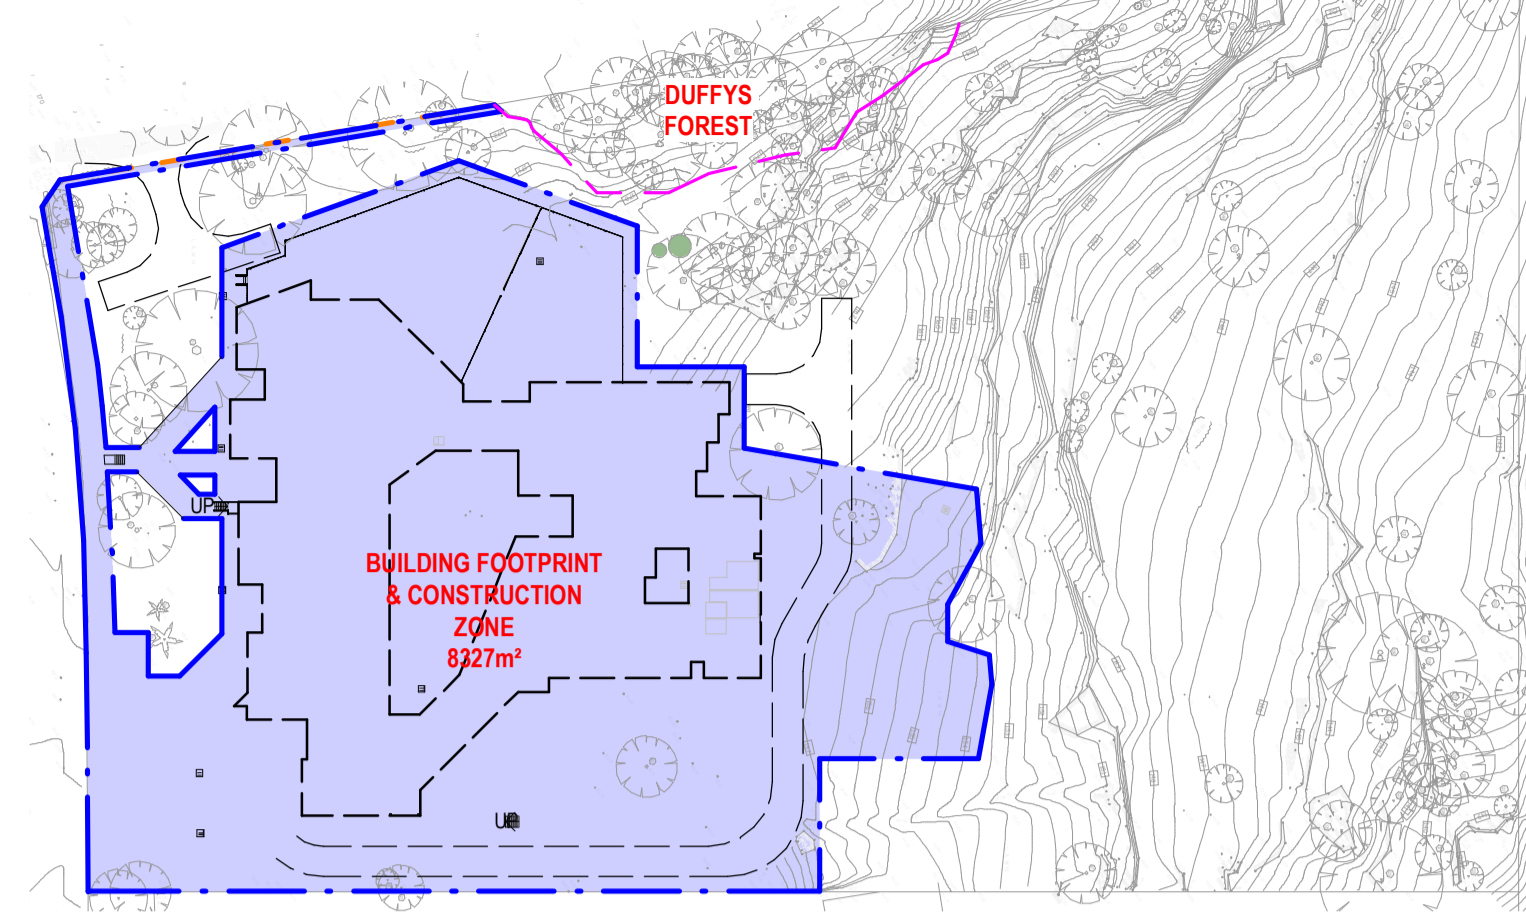 DUFFYS
FOREST
UP
BUILDING FOOTPRINT
& CONSTRUCTION
ZONE
8327m²
UP